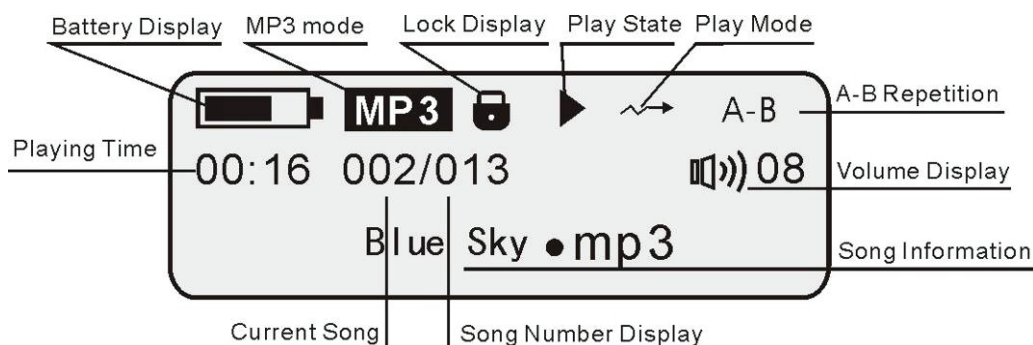 Battery Display MP3 mode Lock Display Play State Play Mode
MP3 A-B A-B Repetition
Playing Time
00:16 002/013 08 Volume Display
Blue Sky •mp3 Song Information
Current Song Song Number Display